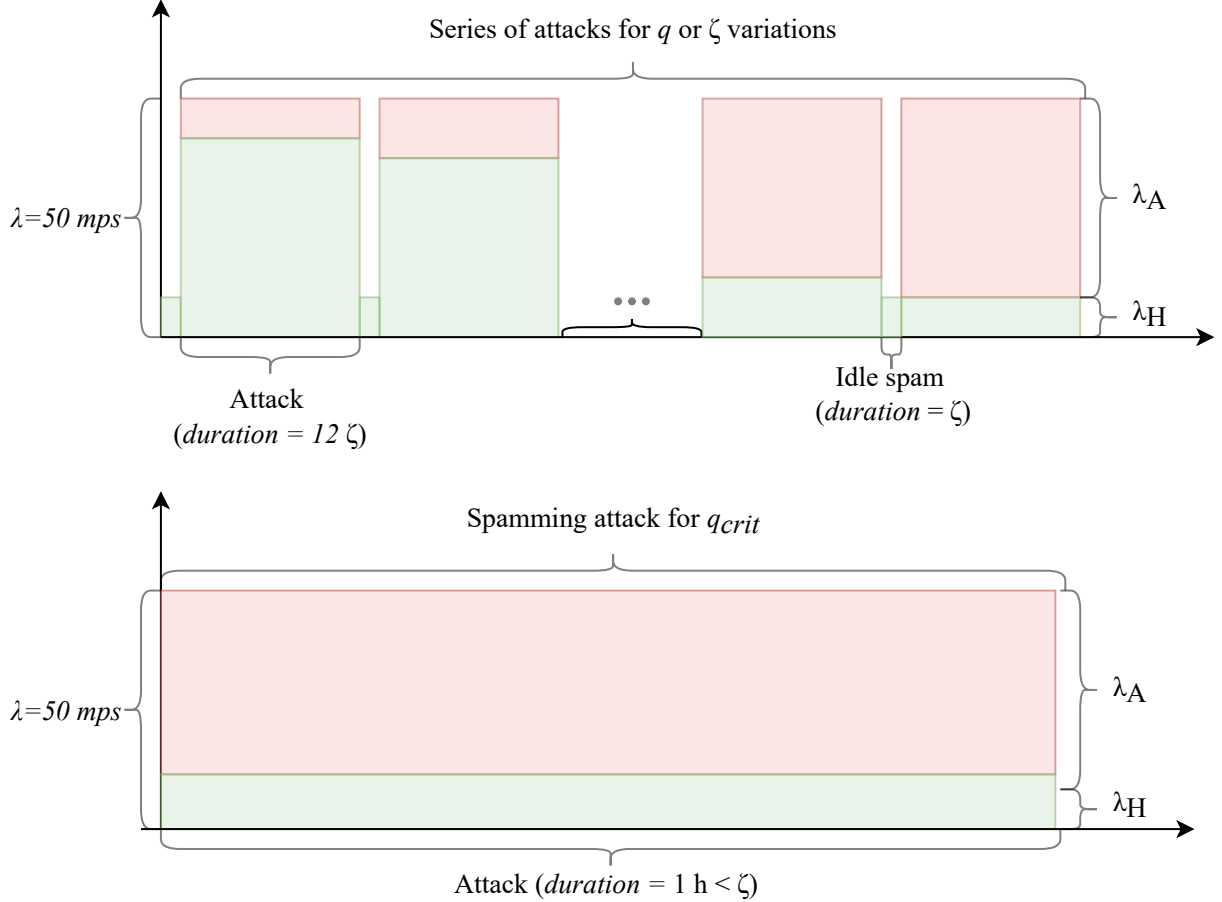 Series of attacks for q or ζ variations
λ=50 mps
λA
λH
Attack
(duration = 12 ζ)
Idle spam
(duration = ζ)
Spamming attack for qcrit
λ=50 mps
λA
λH
Attack (duration = 1 h < ζ)